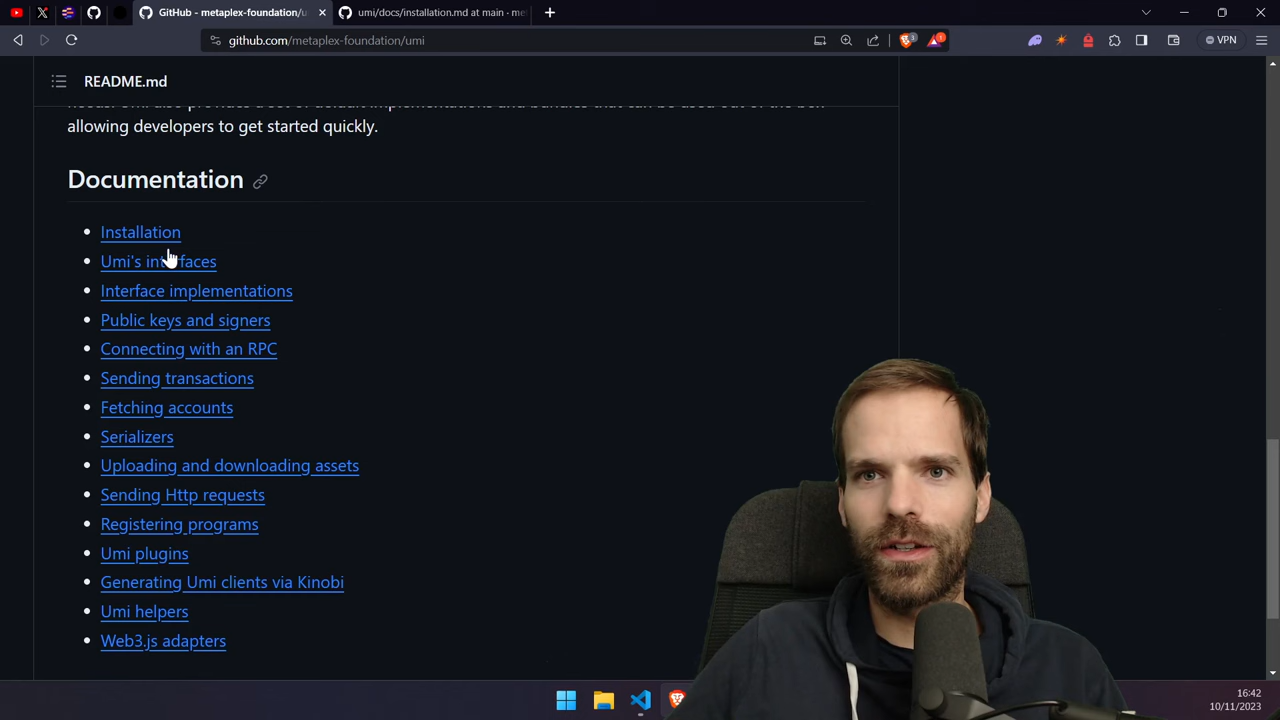 GitHub - metaplex-foundation/u
umi/docs/installation.md at main · me
github.com/metaplex-foundation/umi
3
1
VPN
README.md
allowing developers to get started quickly.
Documentation
Installation
Umi's interfaces
Interface implementations
Public keys and signers
Connecting with an RPC
Sending transactions
Fetching accounts
Serializers
Uploading and downloading assets
Sending Http requests
Registering programs
Umi plugins
Generating Umi clients via Kinobi
Umi helpers
Web3.js adapters
16:42
10/11/2023